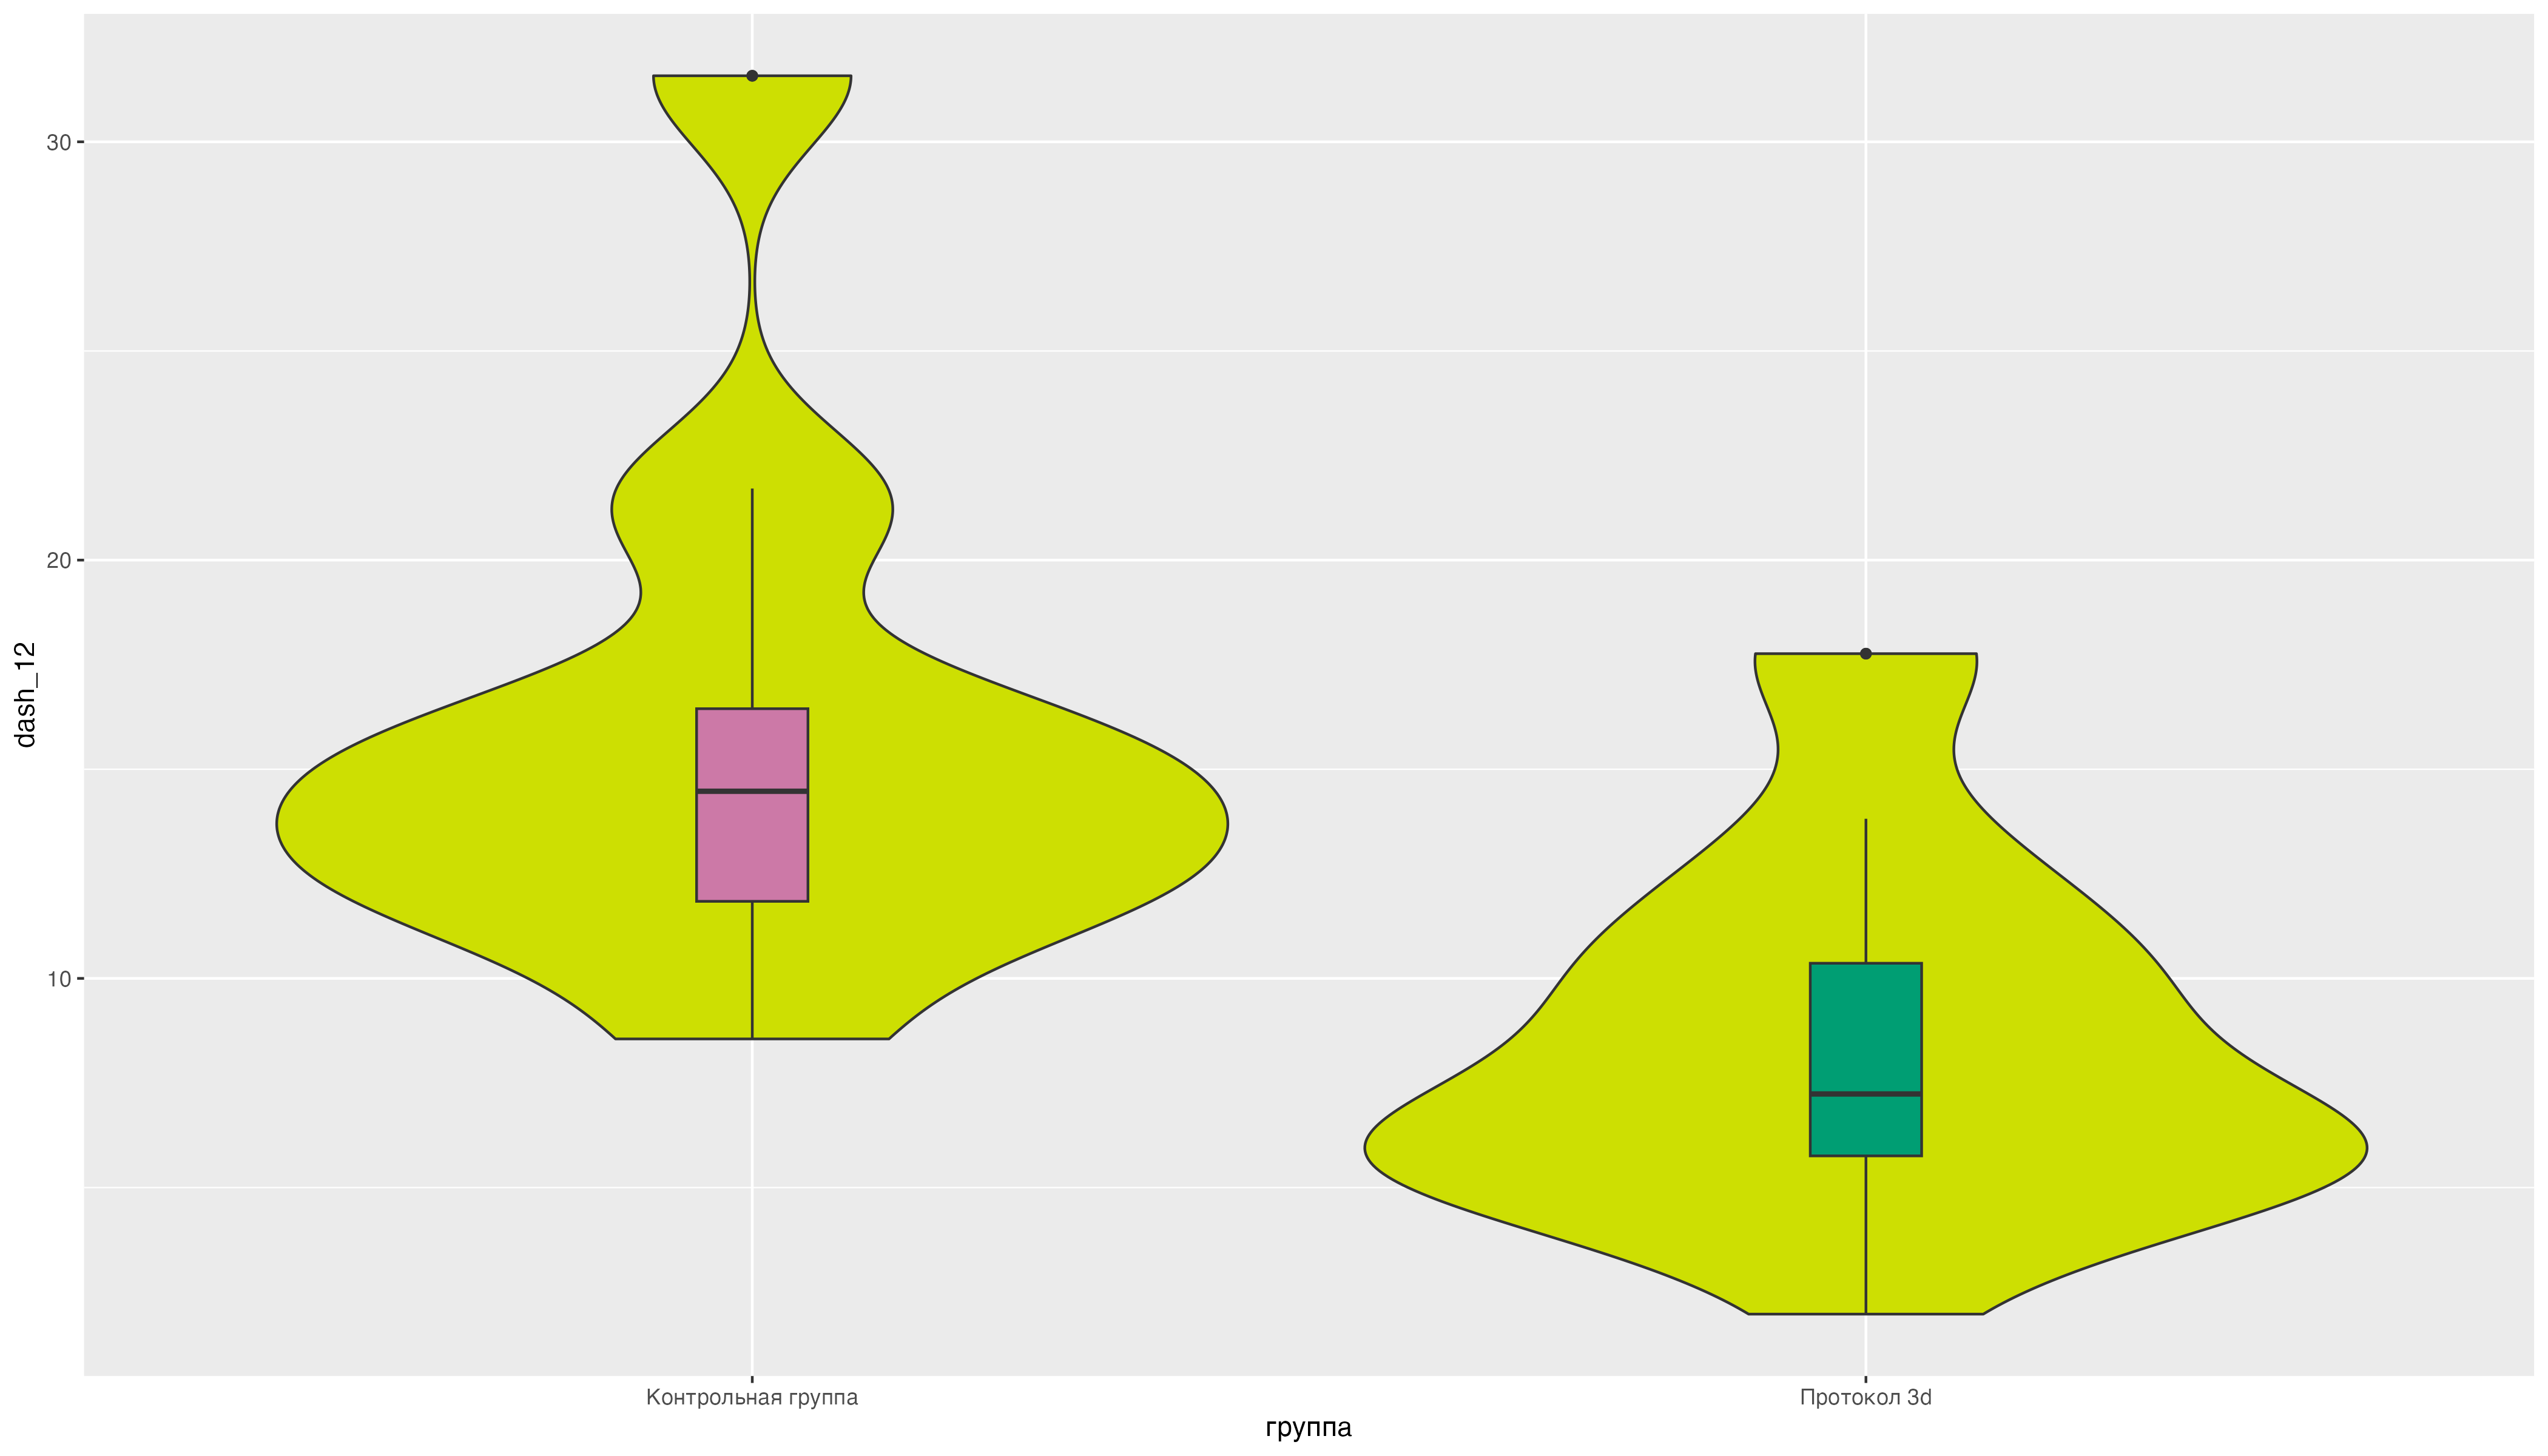 30
20
10
dash_12
Контрольная группа
Протокол 3d
группа